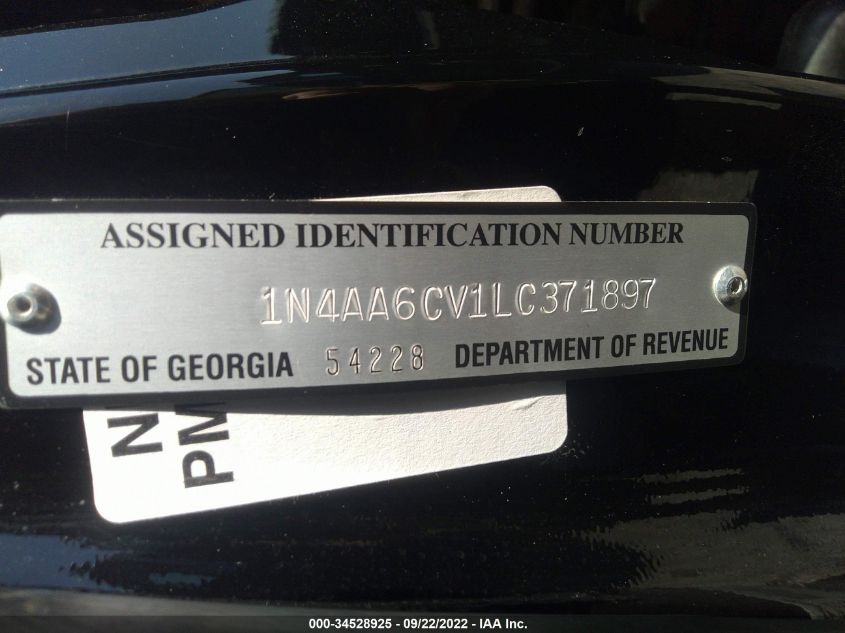 ASSIGNED IDENTIFICATION NUMBER
1N4AA6CV1LC371897
STATE OF GEORGIA 54228 DEPARTMENT OF REVENUE
PM
000-34528925 - 09/22/2022 - IAA Inc.